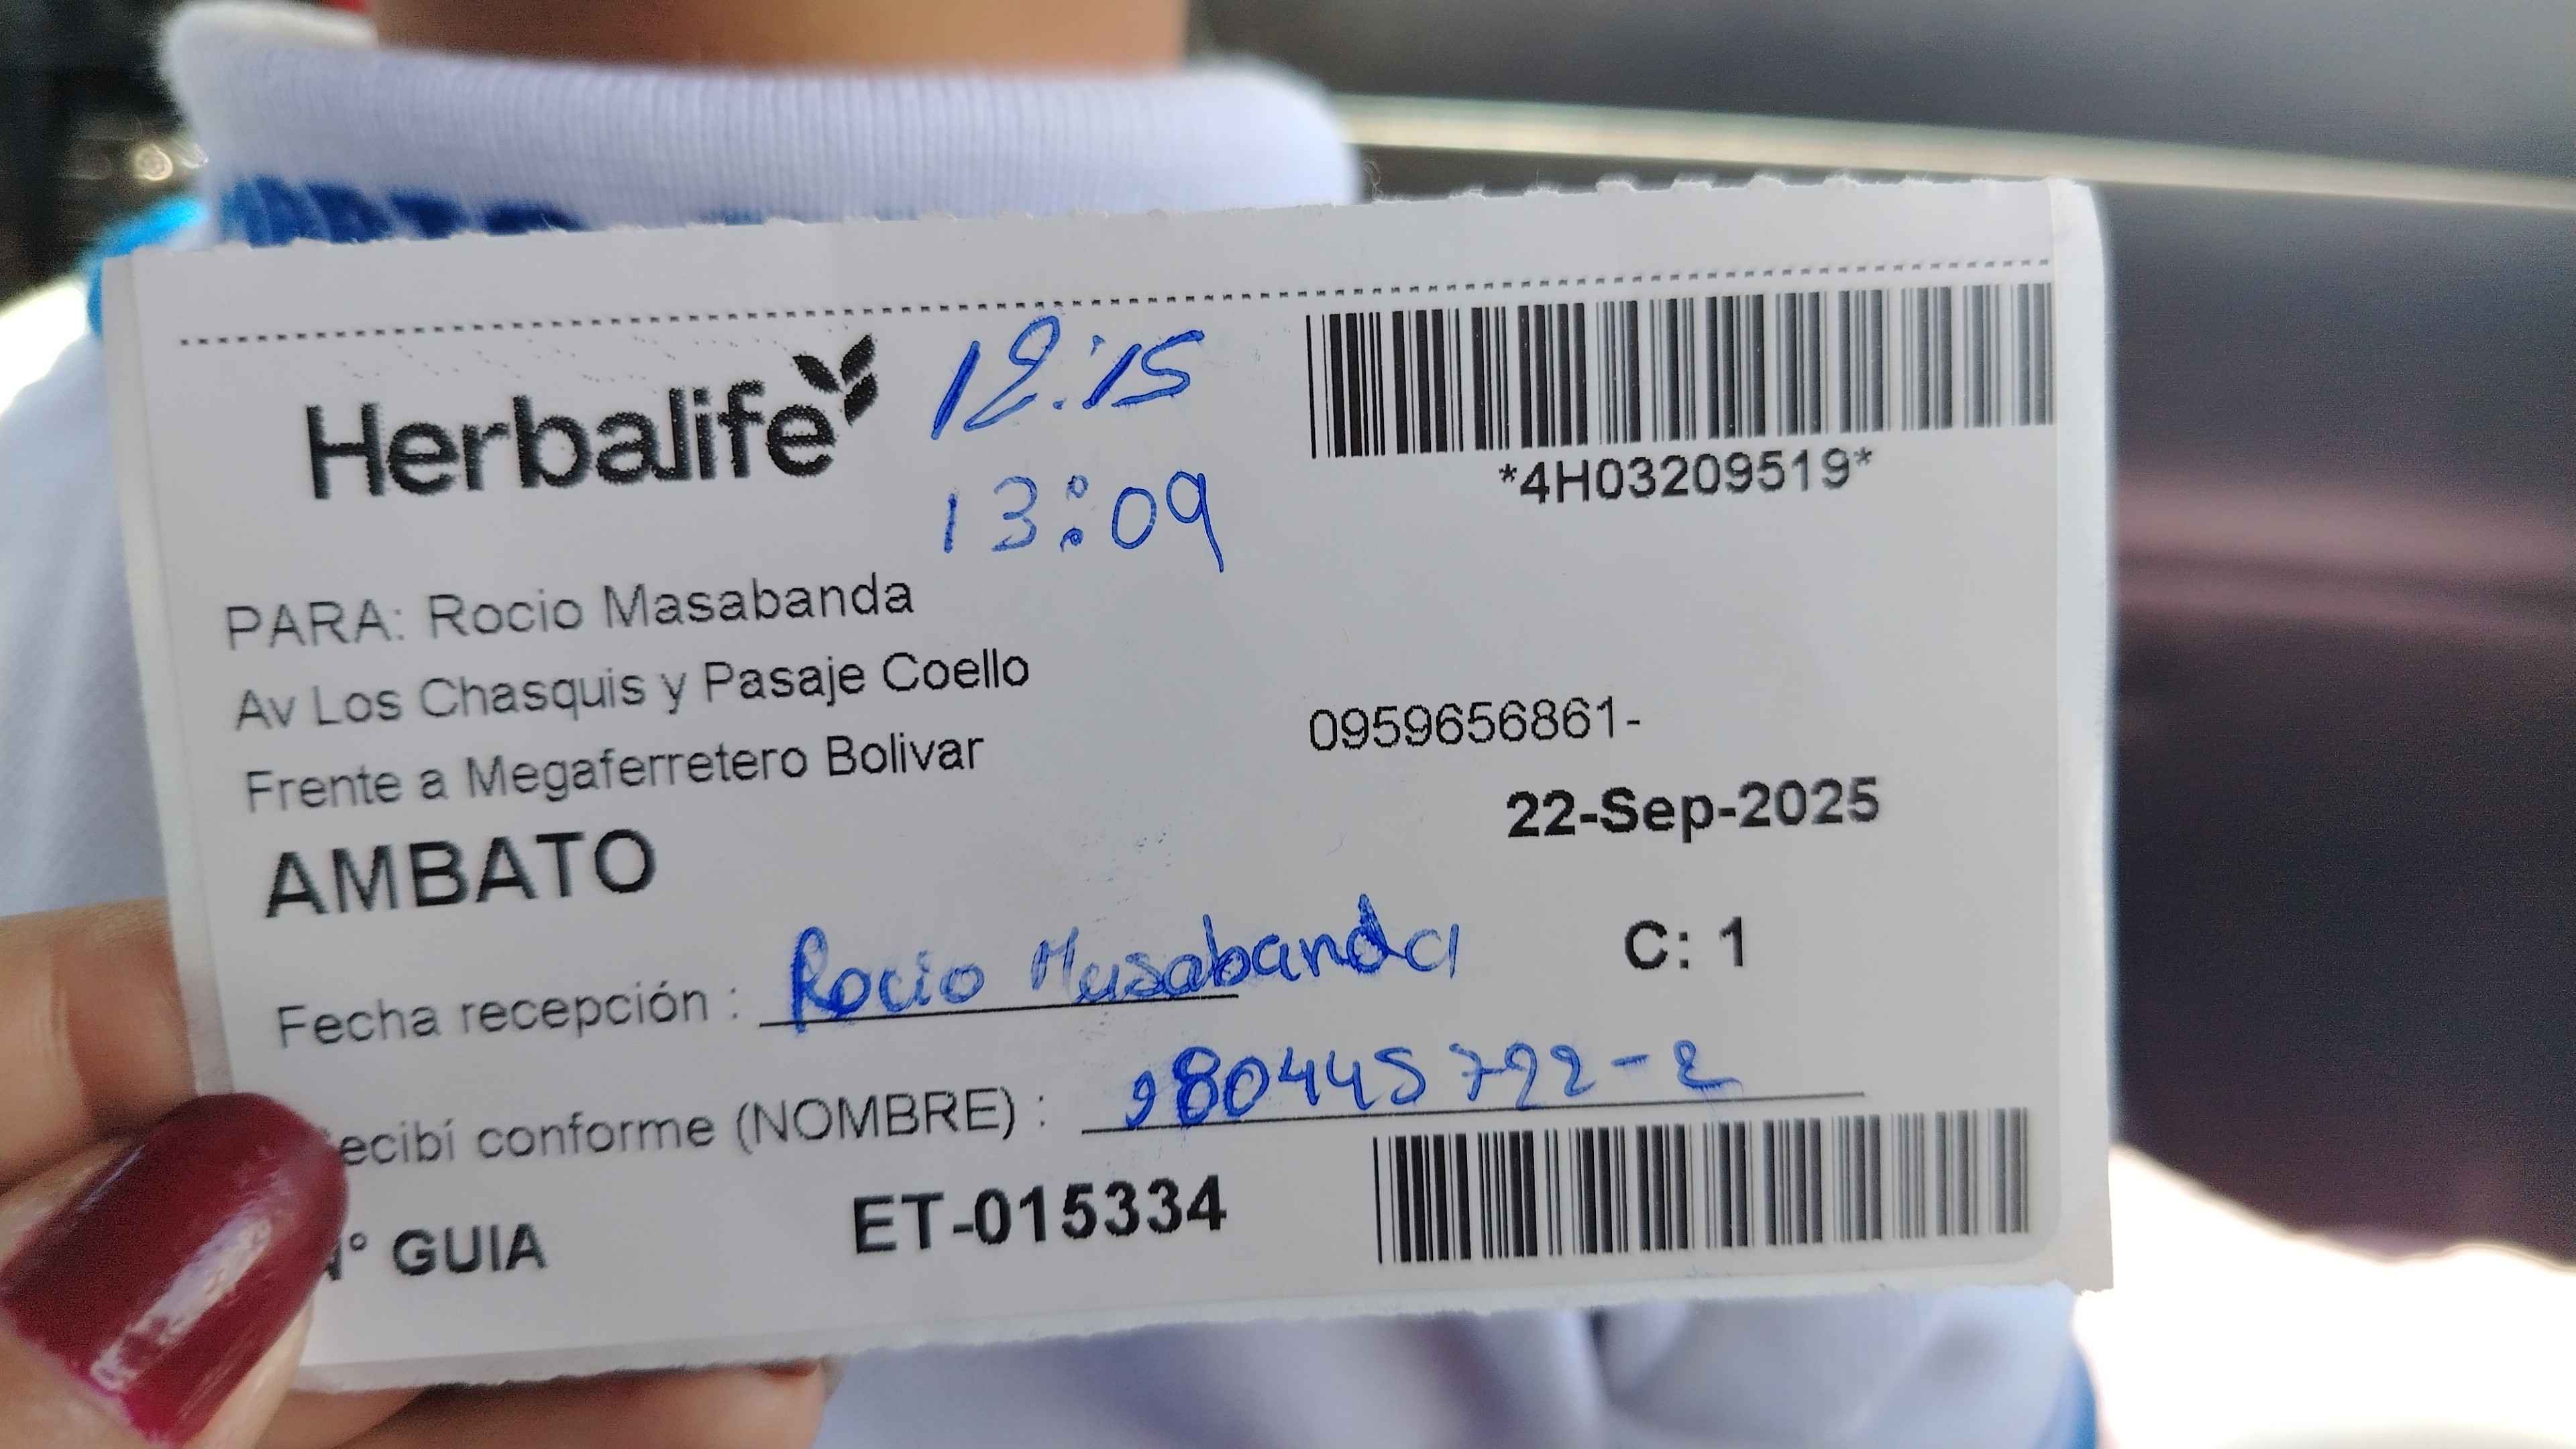 Herbalife
12:15
13:09
*4H03209519*
PARA: Rocio Masabanda
Av Los Chasquis y Pasaje Coello
Frente a Megaferretero Bolivar
0959656861-
22-Sep-2025
AMBATO
C: 1
Fecha recepción : Rocio Masabanda
ecibí conforme (NOMBRE) : 180445792-2
N° GUIA ET-015334